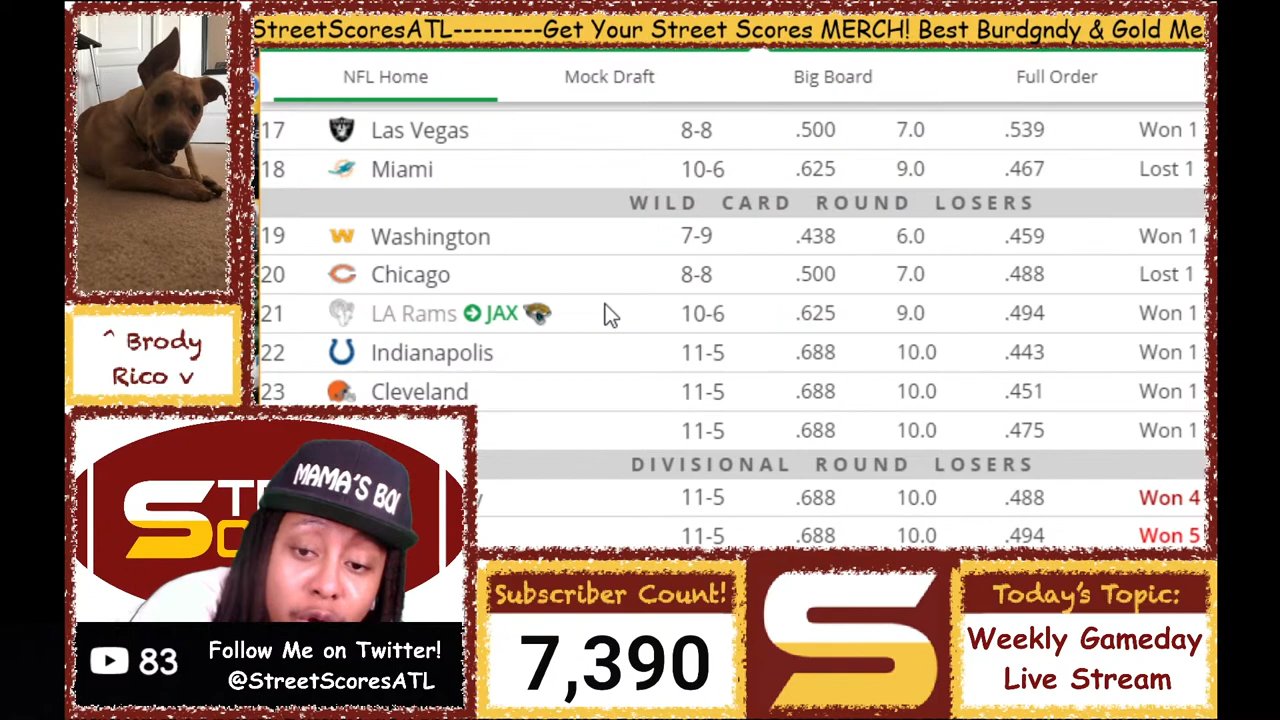 StreetScoresATL---------Get Your Street Scores MERCH! Best Burdgndy & Gold Me
NFL Home Mock Draft Big Board Full Order
17 Las Vegas 8-8 .500 7.0 .539 Won 1
18 Miami 10-6 .625 9.0 .467 Lost 1
WILD CARD ROUND LOSERS
19 Washington 7-9 .438 6.0 .459 Won 1
20 Chicago 8-8 .500 7.0 .488 Lost 1
21 LA Rams JAX 10-6 .625 9.0 .494 Won 1
22 Indianapolis 11-5 .688 10.0 .443 Won 1
23 Cleveland 11-5 .688 10.0 .451 Won 1
11-5 .688 10.0 .475 Won 1
DIVISIONAL ROUND LOSERS
11-5 .688 10.0 .488 Won 4
11-5 .688 10.0 .494 Won 5
^ Brody
Rico v
MAMA'S BOI
83
Follow Me on Twitter!
@StreetScoresATL
Subscriber Count!
7,390
S
Today's Topic:
Weekly Gameday
Live Stream